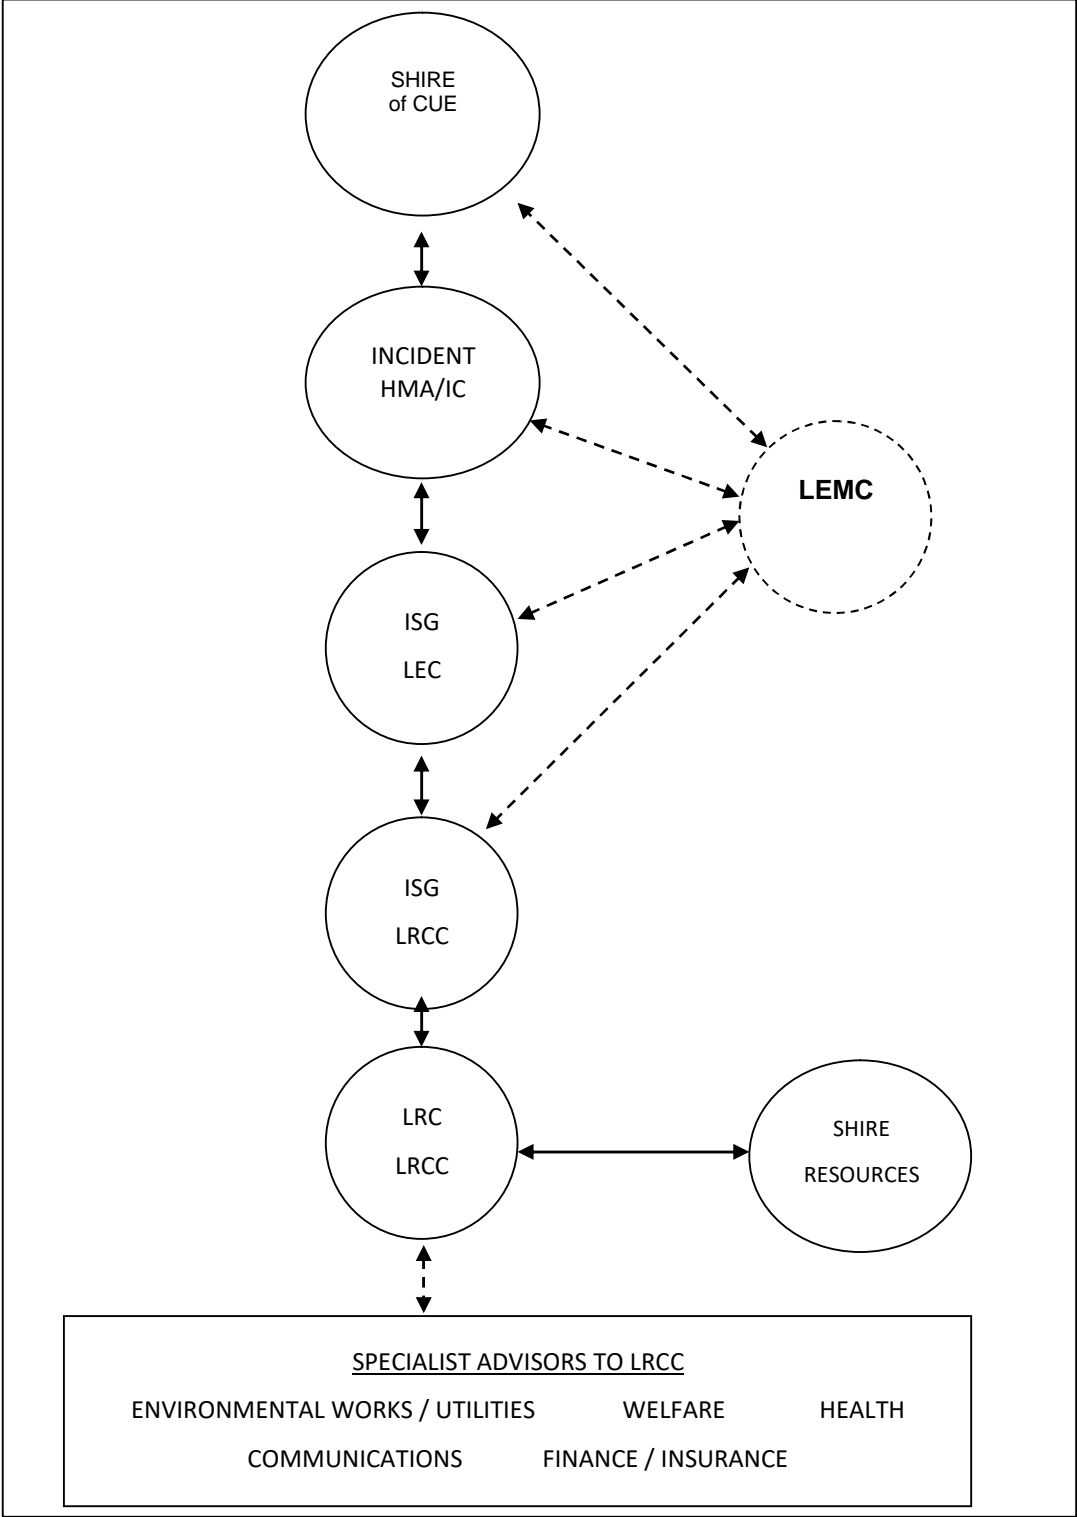 SHIRE
of CUE
INCIDENT
HMA/IC
LEMC
ISG
LEC
ISG
LRCC
LRC
LRCC
SHIRE
RESOURCES
SPECIALIST ADVISORS TO LRCC
ENVIRONMENTAL WORKS / UTILITIES WELFARE HEALTH
COMMUNICATIONS FINANCE / INSURANCE